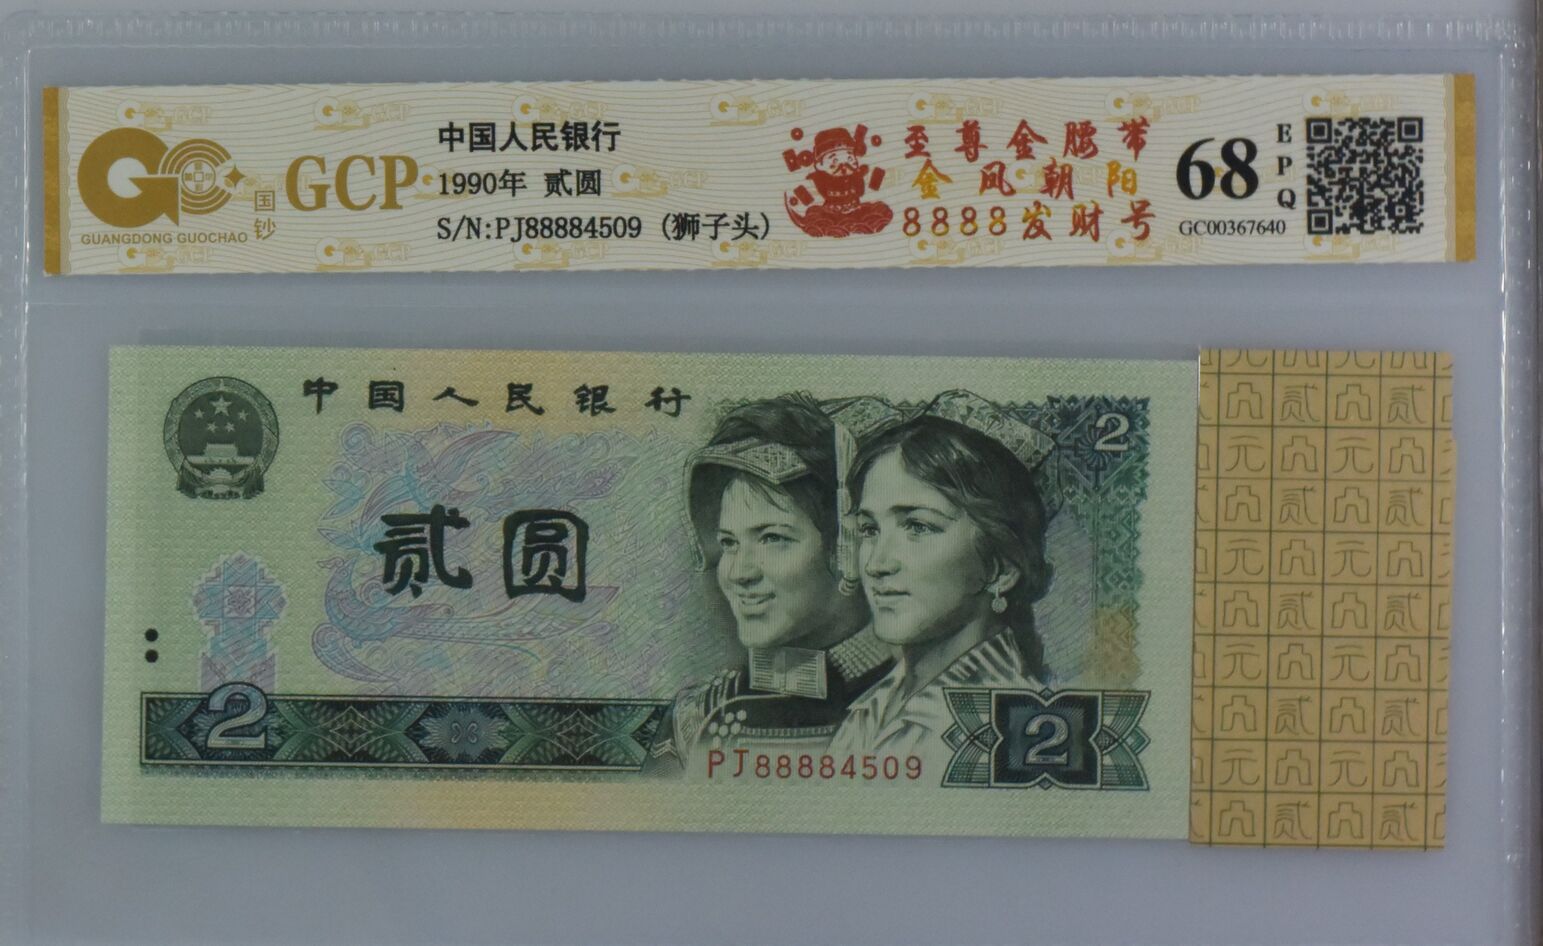 GUANGDONG GUOCHAO
国钞
GCP
中国人民银行
1990年 贰圆
S/N:PJ88884509 (狮子头)
至尊金腰带
金凤朝阳
8888发财号
68
EPQ
GC00367640
中国人民银行
贰圆
2
2
PJ88884509
2